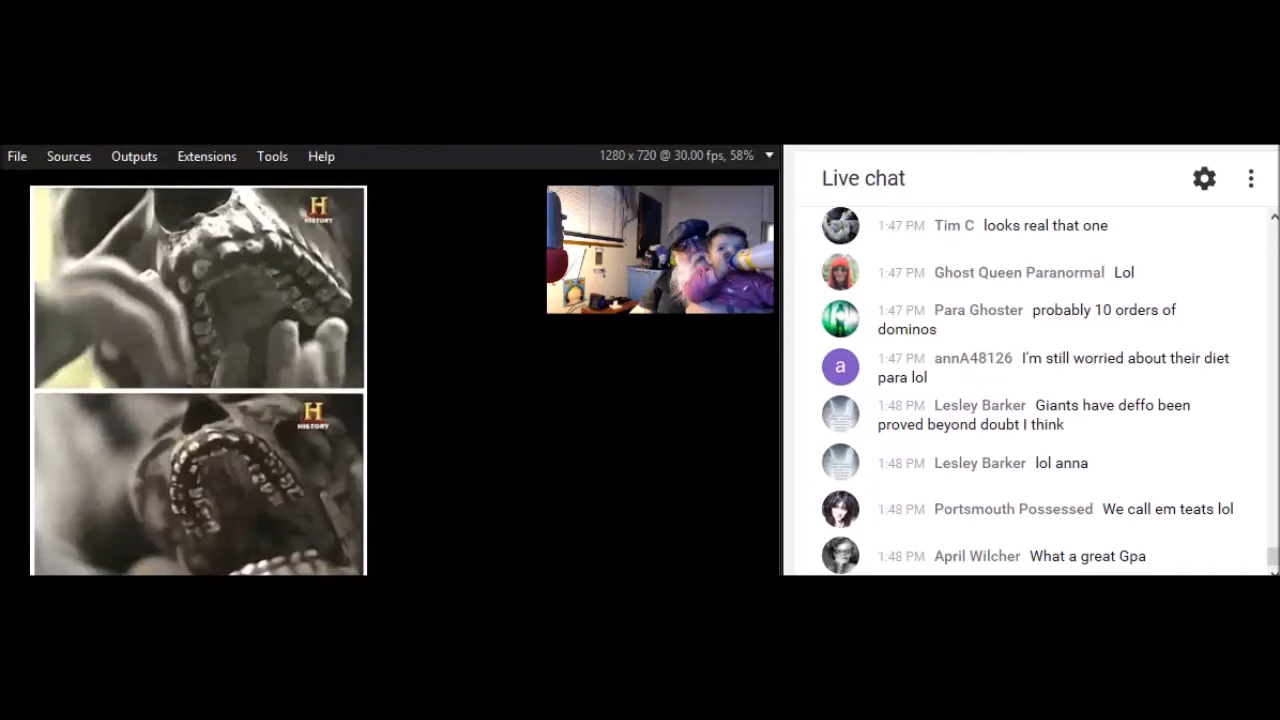 File Sources Outputs Extensions Tools Help
1280 x 720 @ 30.00 fps, 58%
H
HISTORY
H
HISTORY
Live chat
1:47 PM Tim C looks real that one
1:47 PM Ghost Queen Paranormal Lol
1:47 PM Para Ghoster probably 10 orders of
dominos
a
1:47 PM annA48126 I'm still worried about their diet
para lol
1:48 PM Lesley Barker Giants have deffo been
proved beyond doubt I think
1:48 PM Lesley Barker lol anna
1:48 PM Portsmouth Possessed We call em teats lol
1:48 PM April Wilcher What a great Gpa